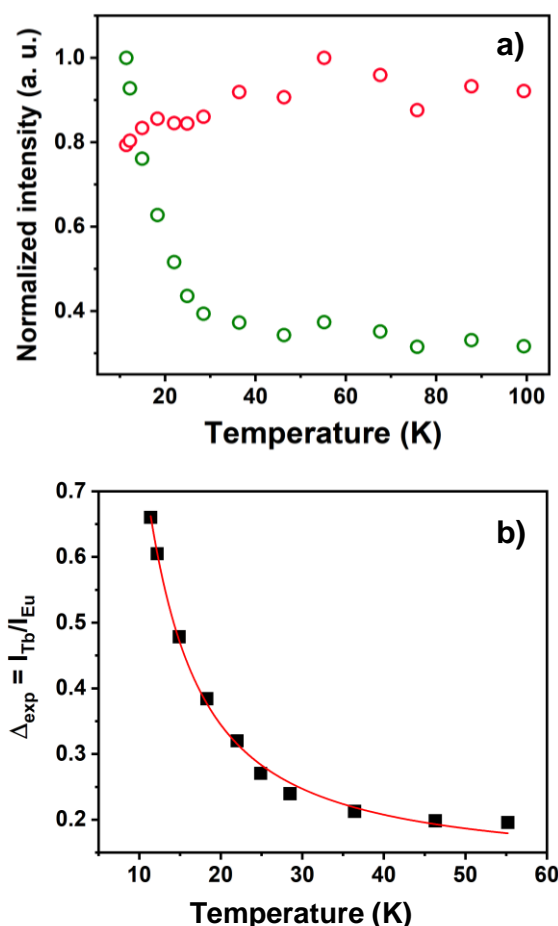 a)
Normalized intensity (a. u.)
1.0
0.8
0.6
0.4
20 40 60 80 100
Temperature (K)
b)
Δexp = ITb/IEu
0.7
0.6
0.5
0.4
0.3
0.2
10 20 30 40 50 60
Temperature (K)